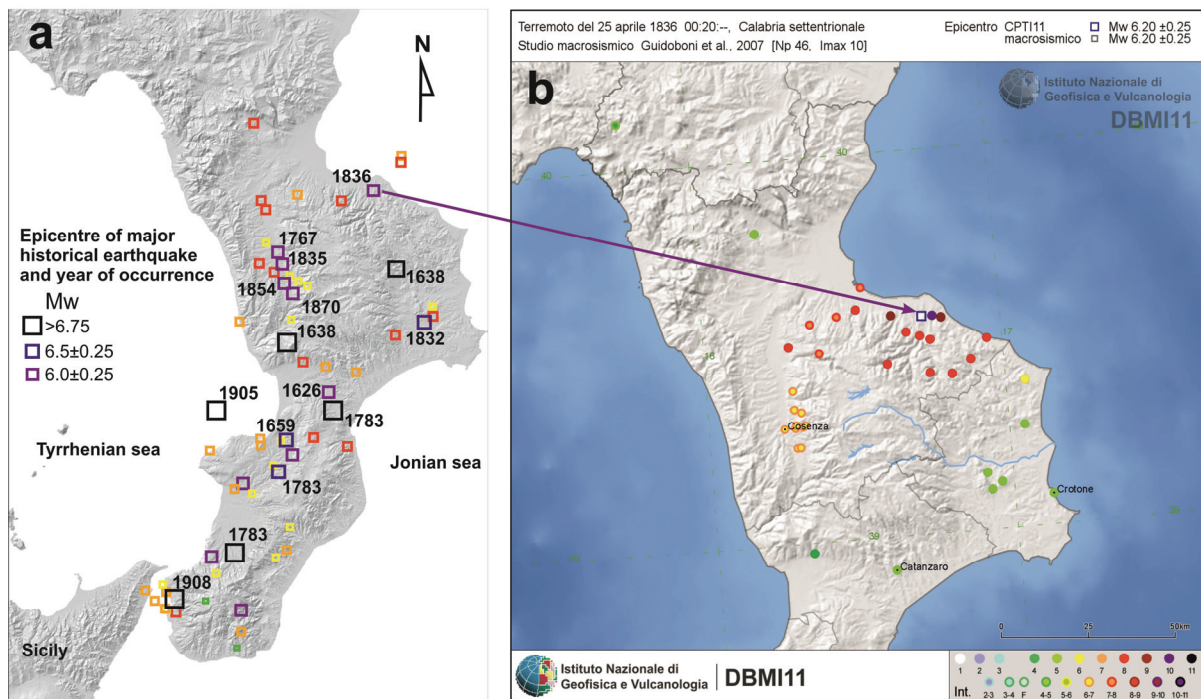 a
N
1836
1767
1835
1638
1854
1870
1638
1832
1626
1905
1783
1659
1783
1783
1908
Epicentre of major
historical earthquake
and year of occurrence
Mw
>6.75
6.5±0.25
6.0±0.25
Tyrrhenian sea
Jonian sea
Sicily
Terremoto del 25 aprile 1836 00:20:--, Calabria settentrionale
Studio macrosismico Guidoboni et al., 2007 [Np 46, Imax 10]
Epicentro CPTI11 Mw 6.20 ±0.25
macrosismico Mw 6.20 ±0.25
b
Istituto Nazionale di
Geofisica e Vulcanologia
DBMI11
40
40
40
16
17
Cosenza
Crotone
39
Catanzaro
0 25 50km
Istituto Nazionale di
Geofisica e Vulcanologia
DBMI11
1 2 3 4 5 6 7 8 9 10 11
Int. 2-3 3-4 F 4-5 5-6 6-7 7-8 8-9 9-10 10-11